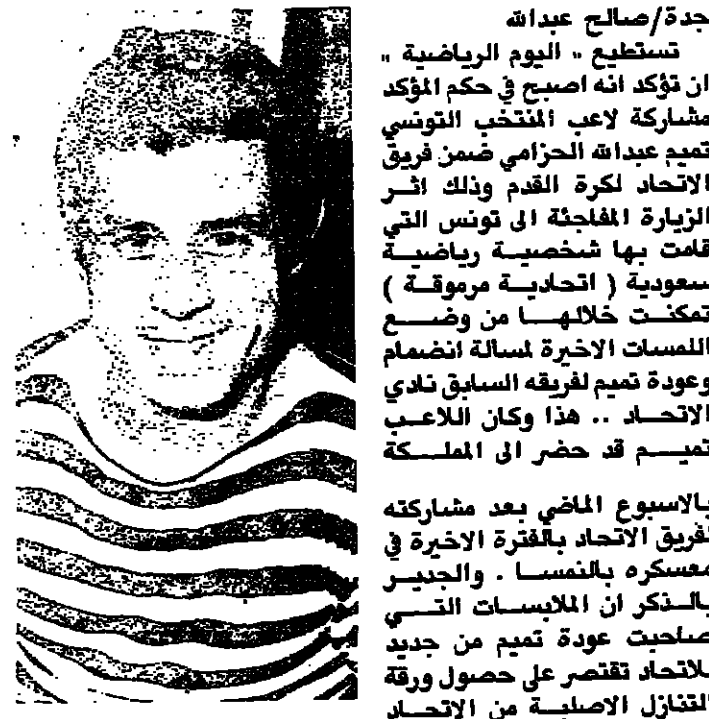 جدة/صالح عبدالله
تستطيع « اليوم الرياضية »
ان تؤكد انه اصبح في حكم المؤكد
مشاركة لاعب المنتخب التونسي
تميم عبدالله الحزامي ضمن فريق
الاتحاد لكرة القدم وذلك اثر
الزيارة المفاجئة الى تونس التي
قامت بها شخصية رياضية
سعودية ( اتحادية مرموقة )
تمكنت خلالها من وضع
اللمسات الاخيرة لمسالة انضمام
وعودة تميم لفريقه السابق نادي
الاتحاد .. هذا وكان اللاعب
تميم قد حضر الى المملكة
بالاسبوع الماضي بعد مشاركته
لفريق الاتحاد بالفترة الاخيرة في
معسكره بالنمسا . والجدير
بالذكر ان الملابسات التي
صاحبت عودة تميم من جديد
للاتحاد تقتصر على حصول ورقة
التنازل الاصلية من الاتحاد